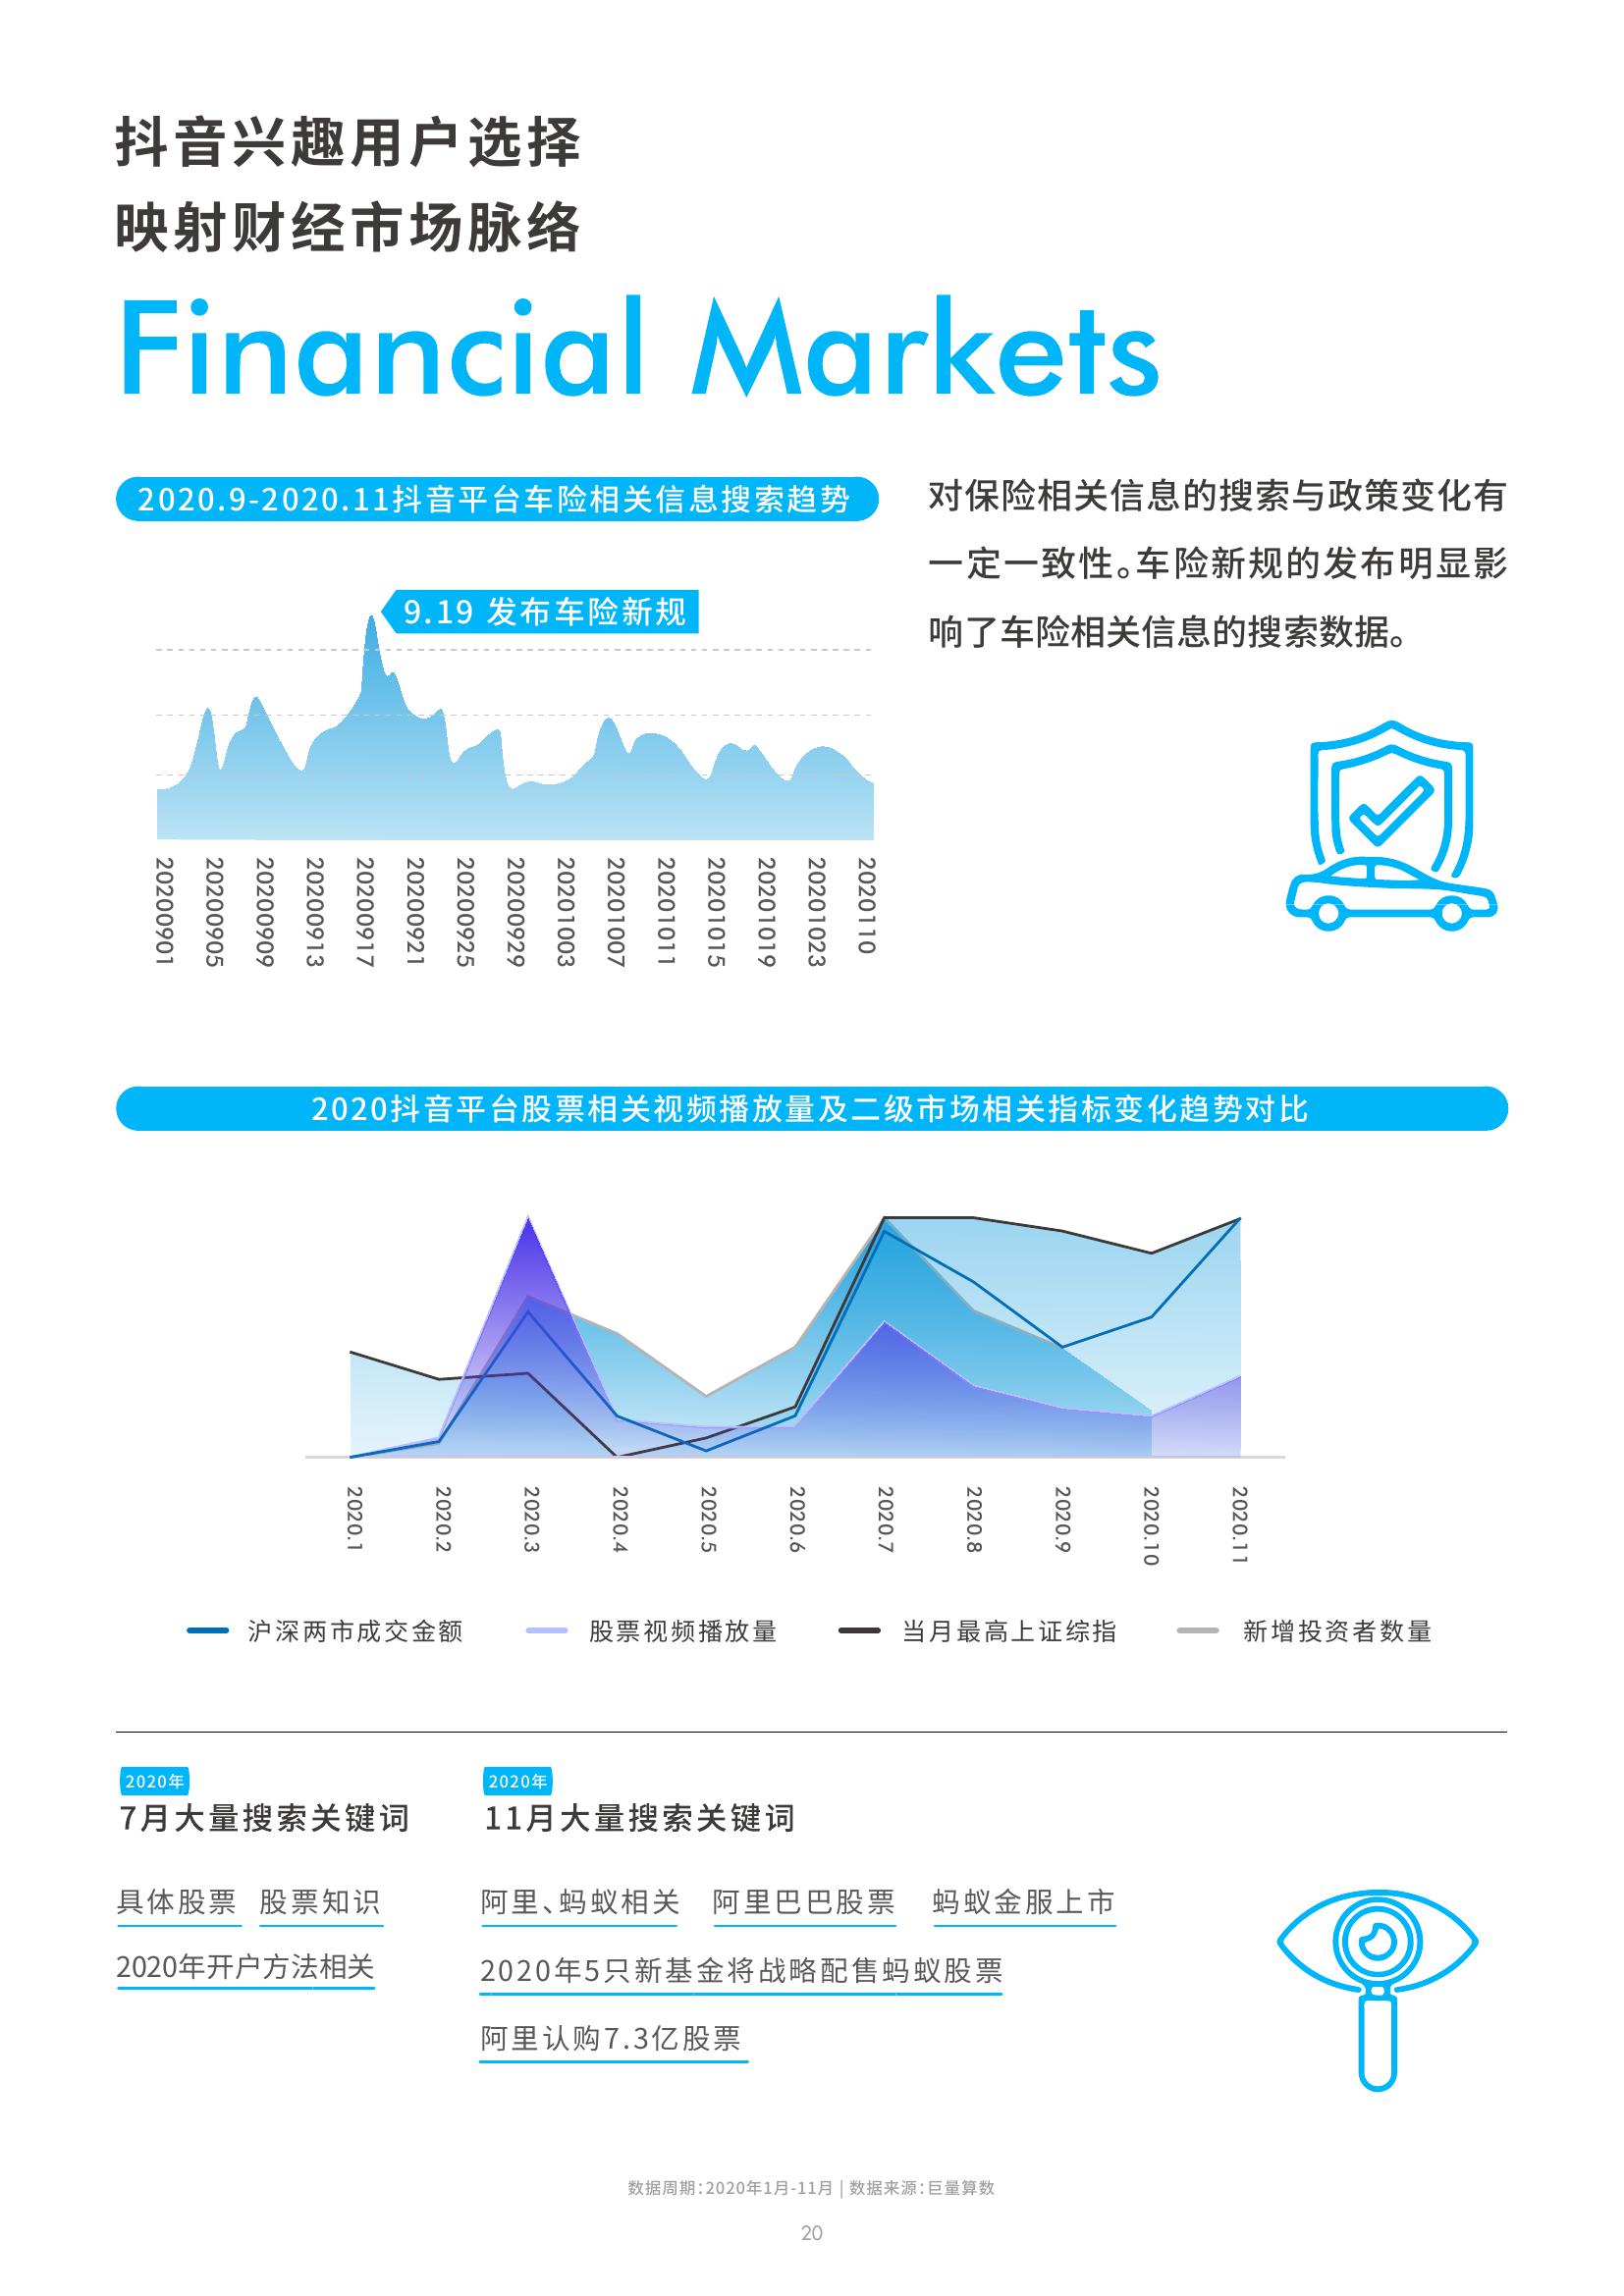 抖音兴趣用户选择
映射财经市场脉络
Financial Markets
2020.9-2020.11抖音平台车险相关信息搜索趋势
对保险相关信息的搜索与政策变化有
一定一致性。车险新规的发布明显影
响了车险相关信息的搜索数据。
9.19 发布车险新规
20200901
20200905
20200909
20200913
20200917
20200921
20200925
20200929
20201003
20201007
20201011
20201015
20201019
20201023
2020110
2020抖音平台股票相关视频播放量及二级市场相关指标变化趋势对比
2020.1
2020.2
2020.3
2020.4
2020.5
2020.6
2020.7
2020.8
2020.9
2020.10
2020.11
沪深两市成交金额
股票视频播放量
当月最高上证综指
新增投资者数量
2020年
7月大量搜索关键词
具体股票 股票知识
2020年开户方法相关
2020年
11月大量搜索关键词
阿里、蚂蚁相关 阿里巴巴股票 蚂蚁金服上市
2020年5只新基金将战略配售蚂蚁股票
阿里认购7.3亿股票
数据周期：2020年1月-11月 | 数据来源：巨量算数
20